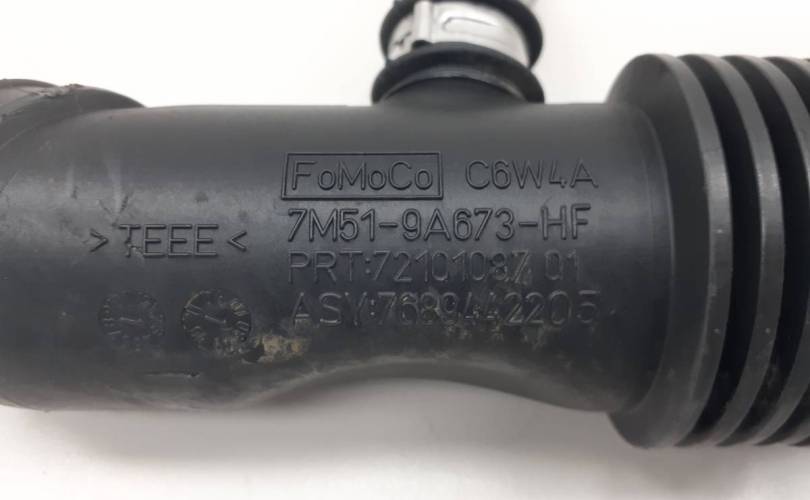 FoMoCo C6W4A
>TEEE< 7M51-9A673-HF
PRT:72101087 01
ASY:7689442205